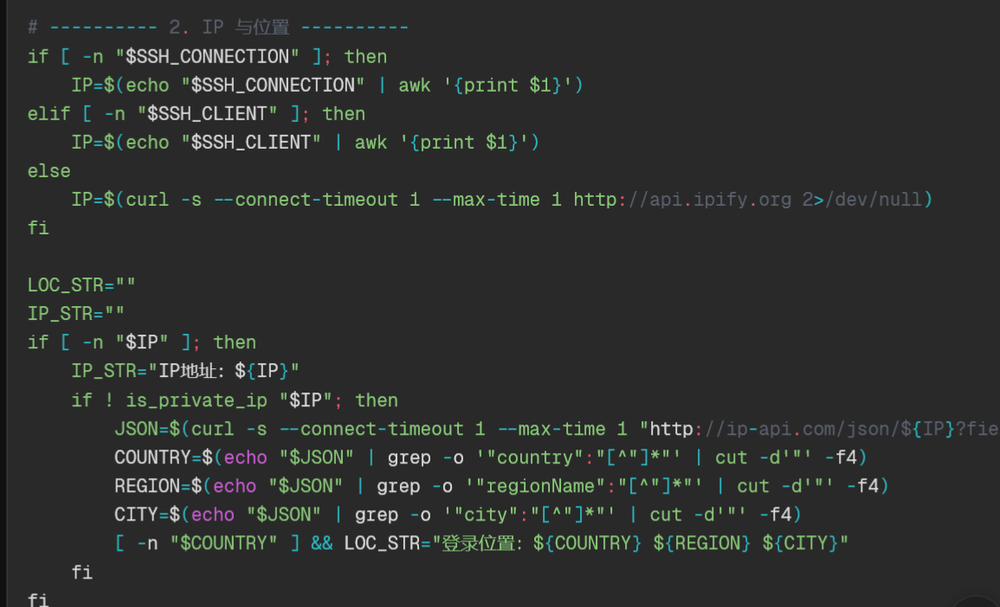 # ---------- 2. IP 与位置 ----------
if [ -n "$SSH_CONNECTION" ]; then
    IP=$(echo "$SSH_CONNECTION" | awk '{print $1}')
elif [ -n "$SSH_CLIENT" ]; then
    IP=$(echo "$SSH_CLIENT" | awk '{print $1}')
else
    IP=$(curl -s --connect-timeout 1 --max-time 1 http://api.ipify.org 2>/dev/null)
fi

LOC_STR=""
IP_STR=""
if [ -n "$IP" ]; then
    IP_STR="IP地址: ${IP}"
    if ! is_private_ip "$IP"; then
        JSON=$(curl -s --connect-timeout 1 --max-time 1 "http://ip-api.com/json/${IP}?fie
        COUNTRY=$(echo "$JSON" | grep -o '"country":"[^"]*"' | cut -d'"' -f4)
        REGION=$(echo "$JSON" | grep -o '"regionName":"[^"]*"' | cut -d'"' -f4)
        CITY=$(echo "$JSON" | grep -o '"city":"[^"]*"' | cut -d'"' -f4)
        [ -n "$COUNTRY" ] && LOC_STR="登录位置: ${COUNTRY} ${REGION} ${CITY}"
    fi
fi